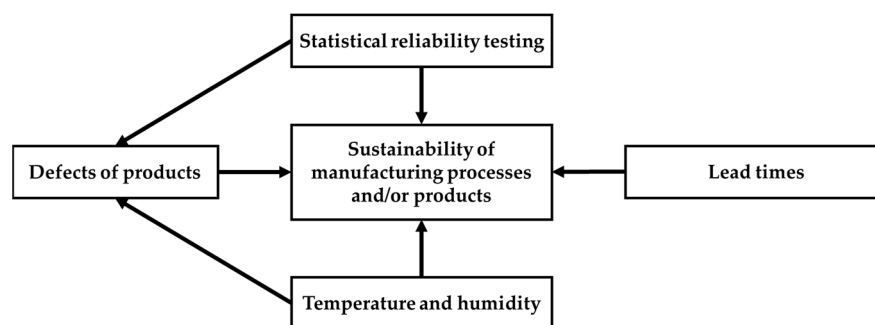 Statistical reliability testing
Defects of products
Sustainability of
manufacturing processes
and/or products
Lead times
Temperature and humidity